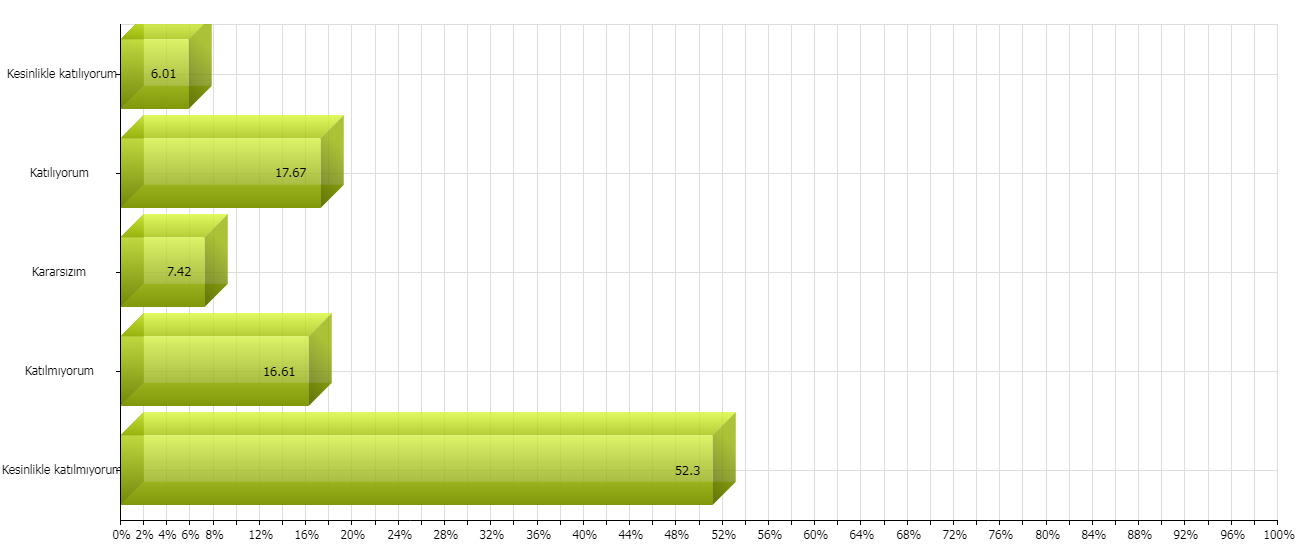 Kesinlikle katılıyorum
6.01
Katılıyorum
17.67
Kararsızım
7.42
Katılmıyorum
16.61
Kesinlikle katılmıyorum
52.3
0% 2% 4% 6% 8% 12% 16% 20% 24% 28% 32% 36% 40% 44% 48% 52% 56% 60% 64% 68% 72% 76% 80% 84% 88% 92% 96% 100%